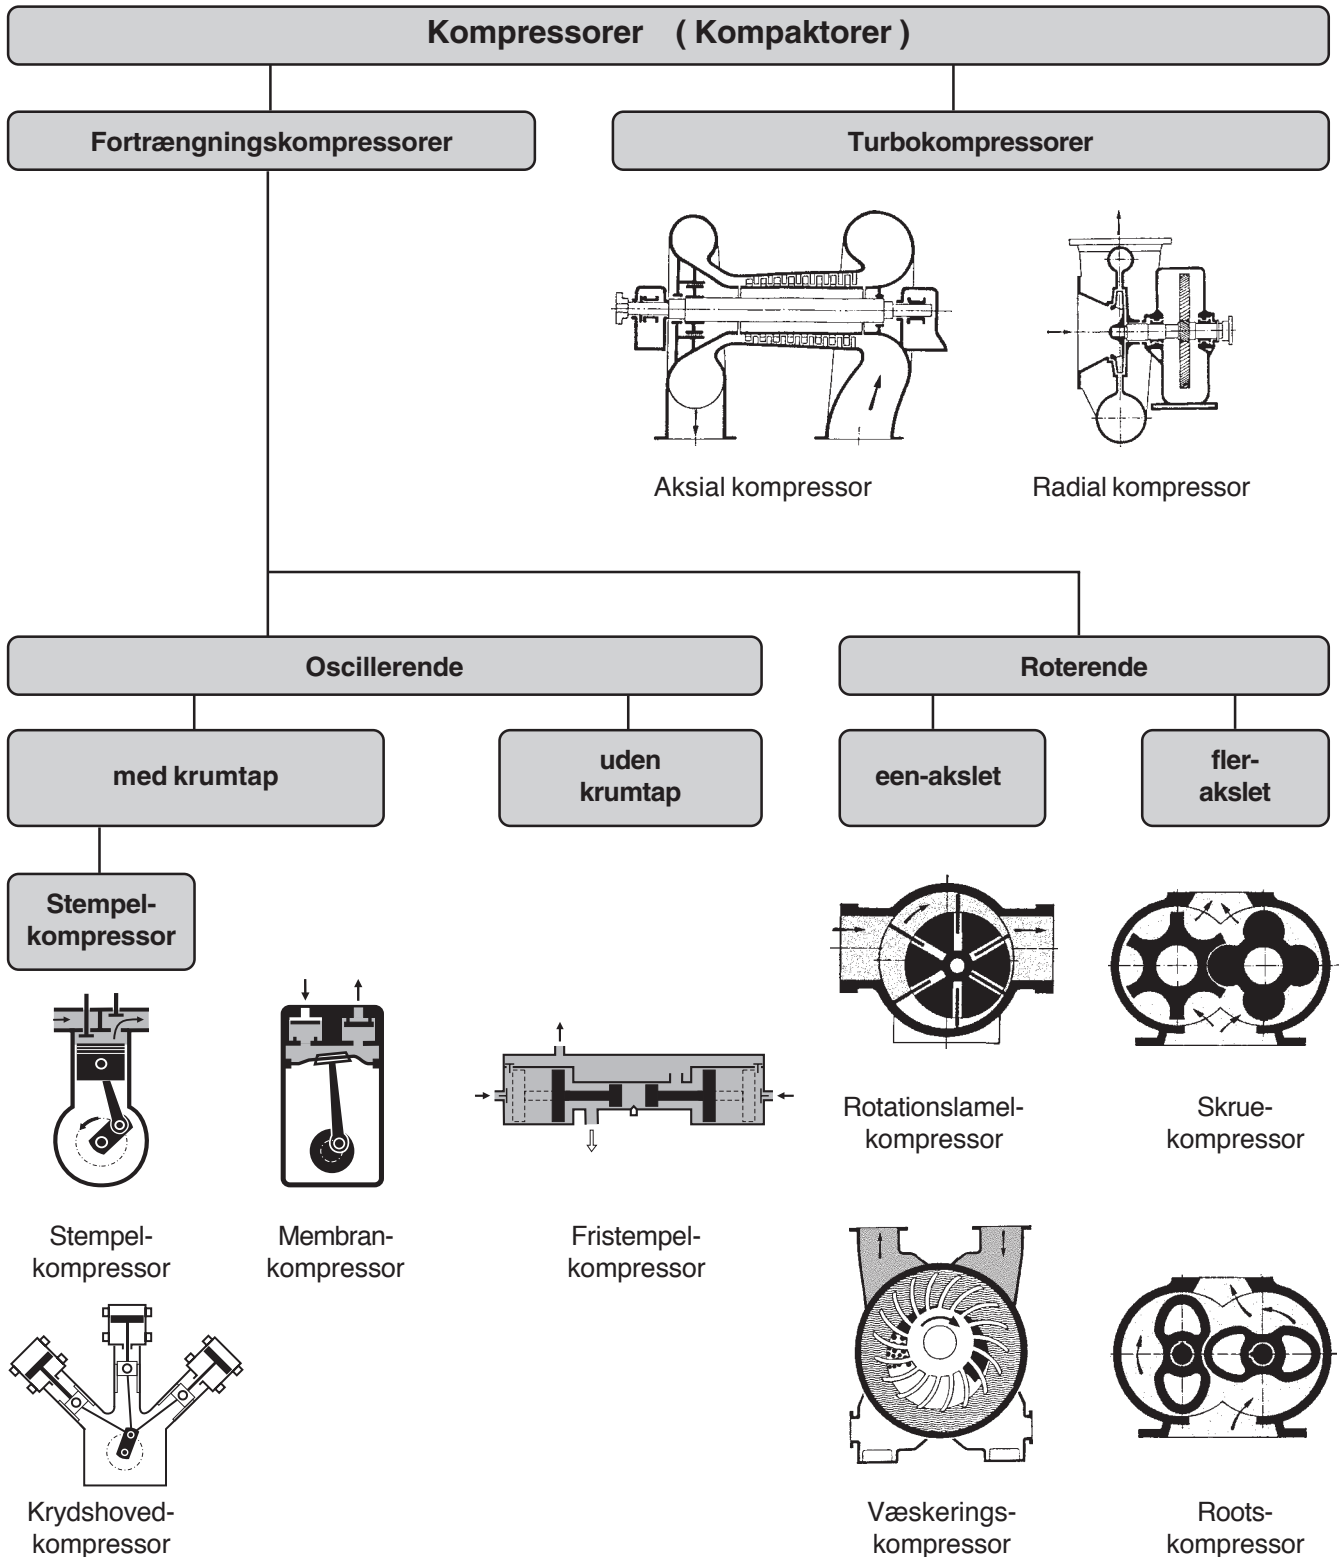 Kompressorer ( Kompaktorer )
Fortrængningskompressorer
Turbokompressorer
Aksial kompressor
Radial kompressor
Oscillerende
Roterende
med krumtap
uden
krumtap
een-akslet
fler-
akslet
Stempel-
kompressor
Rotationslamel-
kompressor
Skrue-
kompressor
Stempel-
kompressor
Membran-
kompressor
Fristempel-
kompressor
Krydshoved-
kompressor
Væskerings-
kompressor
Roots-
kompressor